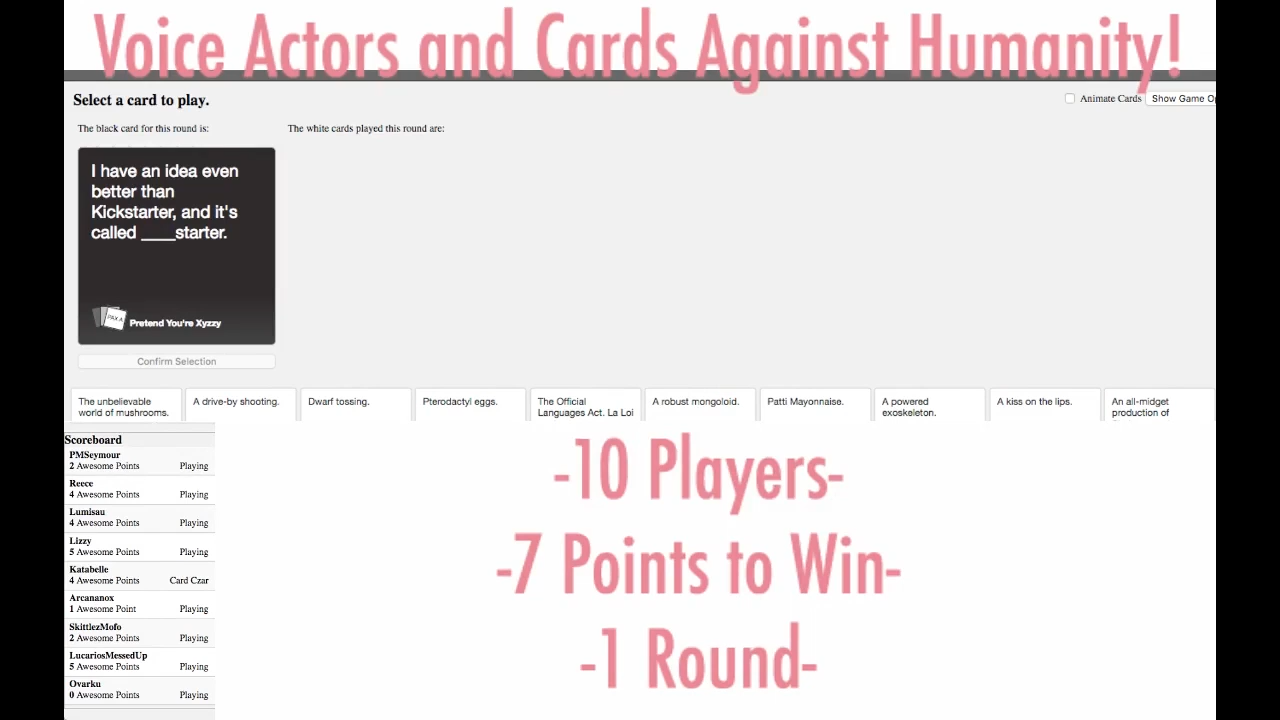 Voice Actors and Cards Against Humanity!
Select a card to play.
Animate Cards
Show Game Op
The black card for this round is:
The white cards played this round are:
I have an idea even
better than
Kickstarter, and it's
called ____starter.
PAX A
Pretend You're Xyzzy
Confirm Selection
The unbelievable
world of mushrooms.
A drive-by shooting.
Dwarf tossing.
Pterodactyl eggs.
The Official
Languages Act. La Loi
A robust mongoloid.
Patti Mayonnaise.
A powered
exoskeleton.
A kiss on the lips.
An all-midget
production of
Scoreboard
PMSeymour
2 Awesome Points Playing
Reece
4 Awesome Points Playing
Lumisau
4 Awesome Points Playing
Lizzy
5 Awesome Points Playing
Katabelle
4 Awesome Points Card Czar
Arcananox
1 Awesome Point Playing
SkittlezMofo
2 Awesome Points Playing
LucariosMessedUp
5 Awesome Points Playing
Ovarku
0 Awesome Points Playing
-10 Players-
-7 Points to Win-
-1 Round-